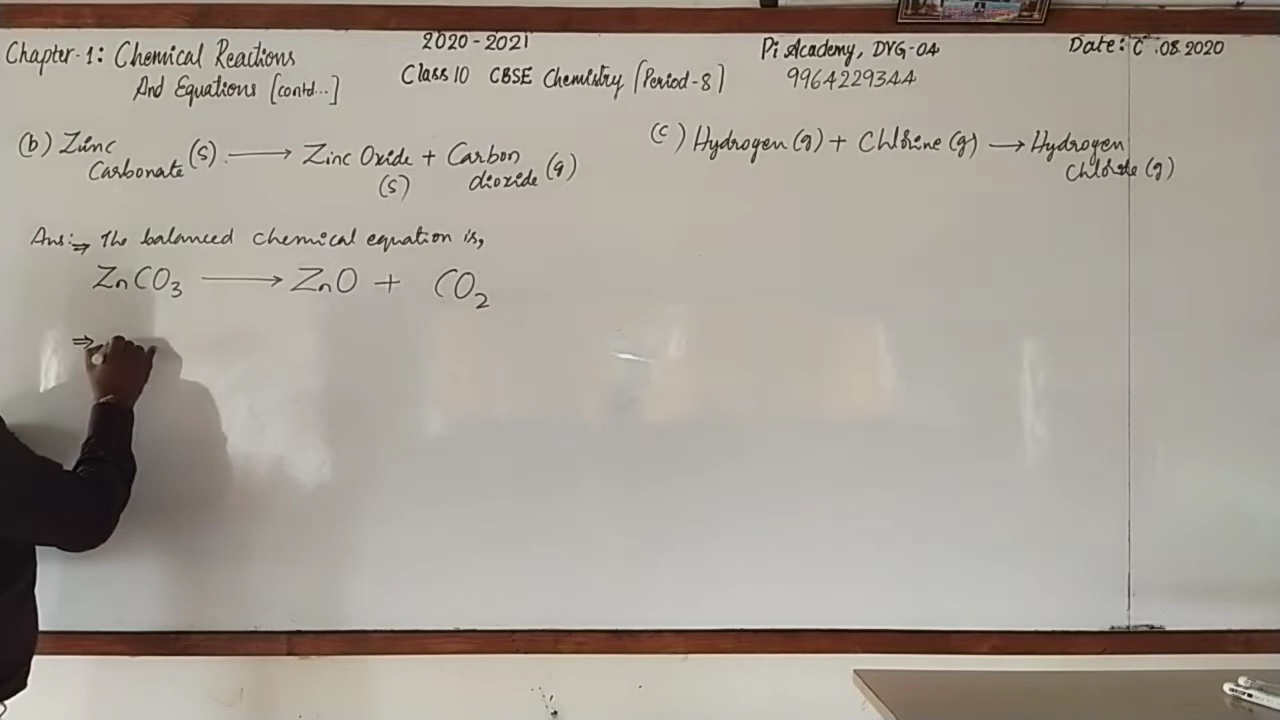 Chapter-1: Chemical Reactions
And Equations [contd...]
2020-2021
Class 10 CBSE Chemistry [Period-8]
Pi Academy, DVG-04
9964229344
Date: .08.2020
(b) Zinc Carbonate (s) → Zinc Oxide (s) + Carbon dioxide (g)
Ans:⇒ The balanced chemical equation is,
ZnCO3 → ZnO + CO2
⇒
(c) Hydrogen (g) + Chlorine (g) → Hydrogen
Chloride (g)